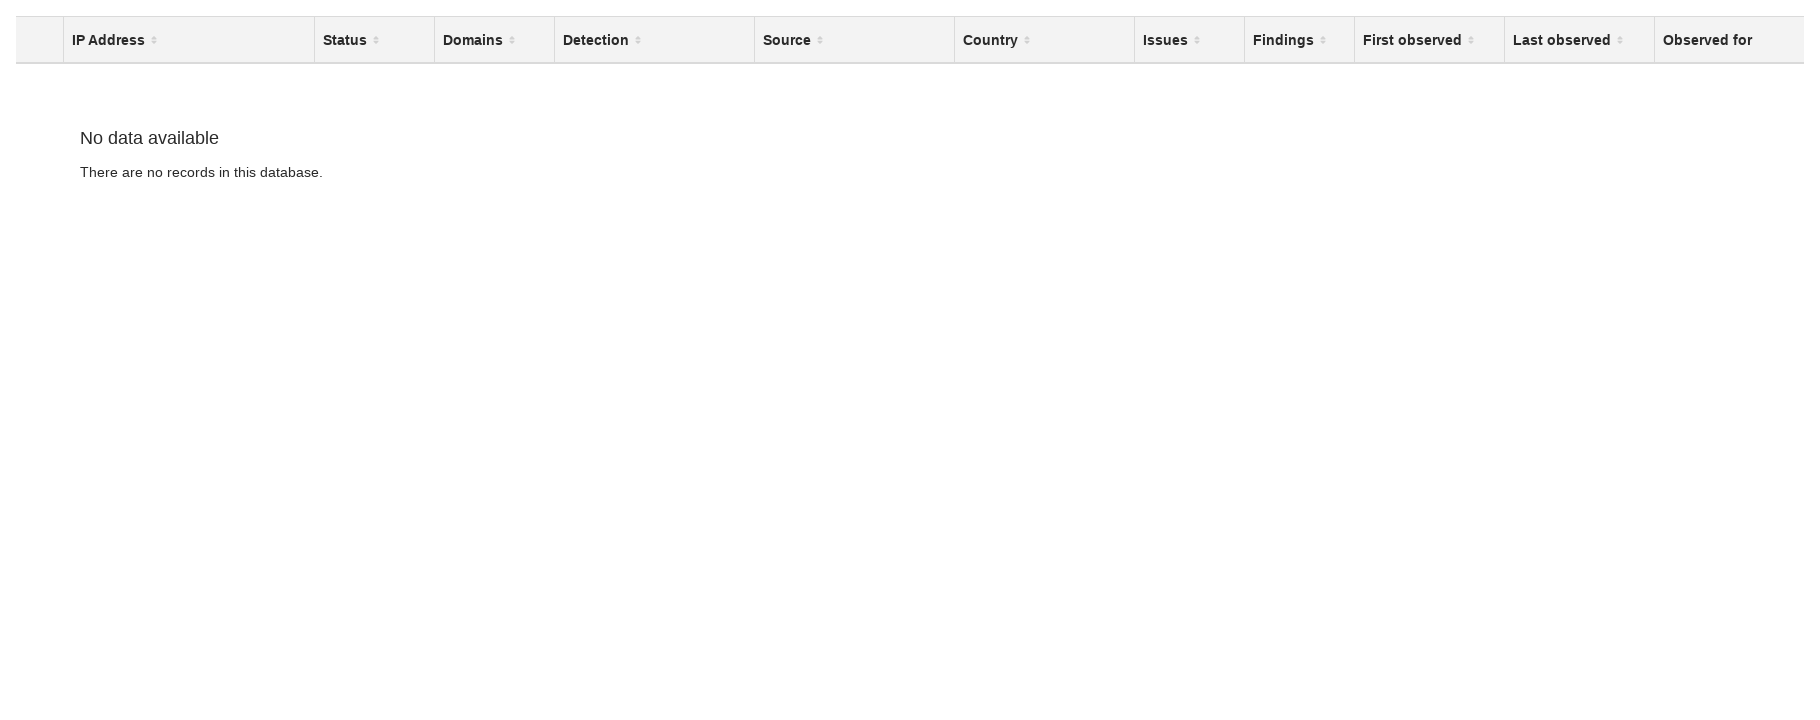 IP Address Status Domains Detection Source Country Issues Findings First observed Last observed Observed for
No data available
There are no records in this database.